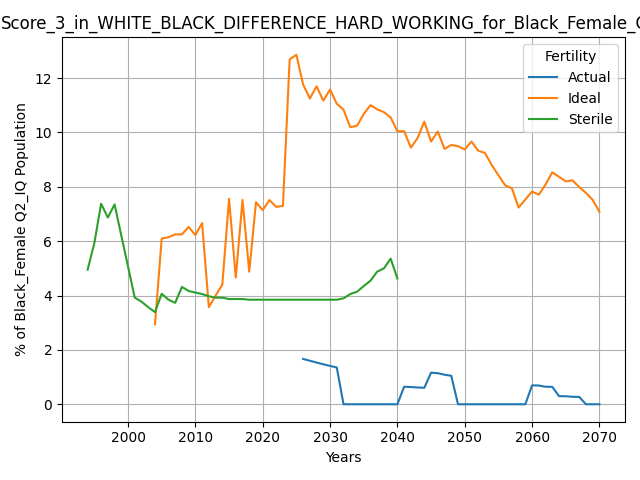 Score_3_in_WHITE_BLACK_DIFFERENCE_HARD_WORKING_for_Black_Female_
Fertility
Actual
Ideal
Sterile
% of Black_Female Q2_IQ Population
12
10
8
6
4
2
0
2000
2010
2020
2030
2040
2050
2060
2070
Years